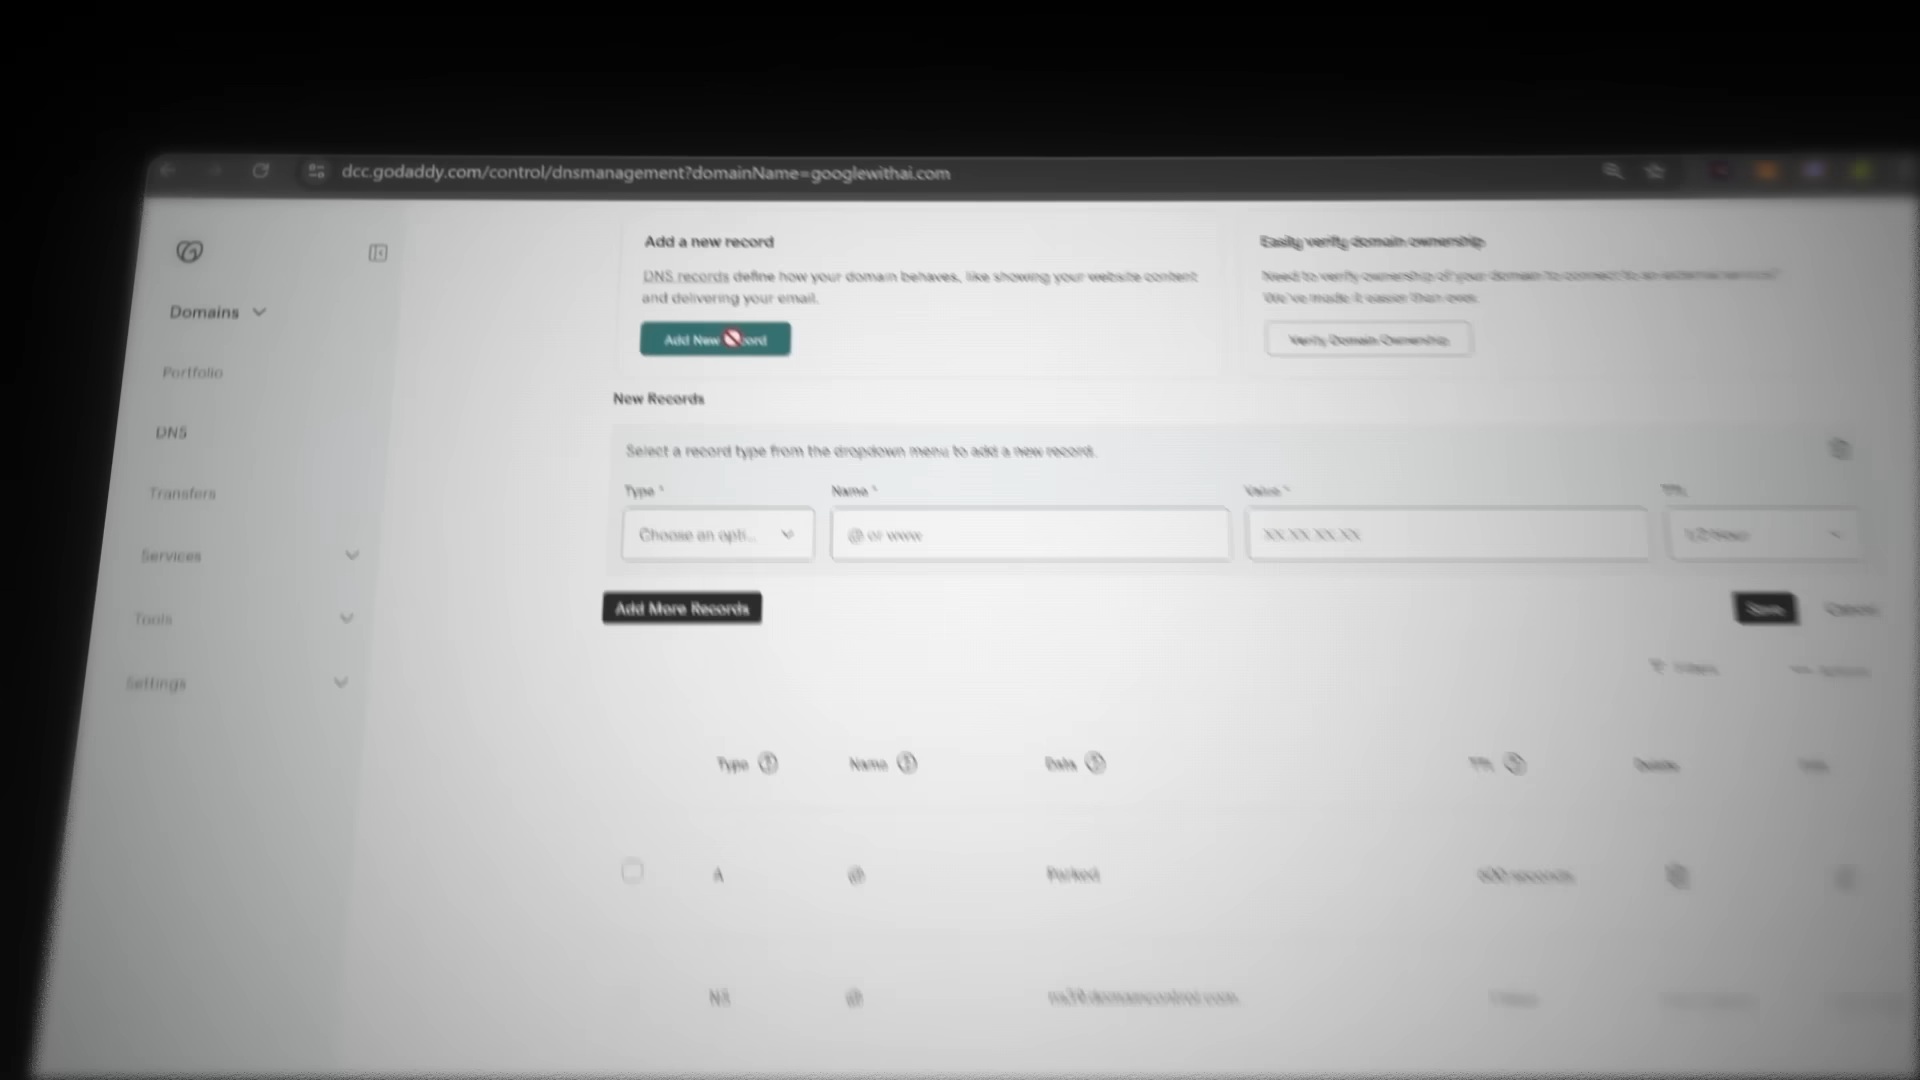 dcc.godaddy.com/control/dnsmanagement?domainName=googlewithai.com
Add a new record
DNS records define how your domain behaves, like showing your website content
and delivering your email.
Add New
Easily verify domain ownership
Need to verify ownership of your domain to connect to an external service?
We've made it easier than ever.
Verify Domain Ownership
Domains
Portfolio
DNS
Transfers
Services
Tools
Settings
New Records
Select a record type from the dropdown menu to add a new record.
Type *
Name *
Value *
TTL
Choose an opti...
@ or www
XX.XX.XX.XX
1/2 Hour
Add More Records
Save
Cancel
Filters
Type
Name
Data
TTL
Delete
Edit
A
@
Parked
600 seconds
NS
@